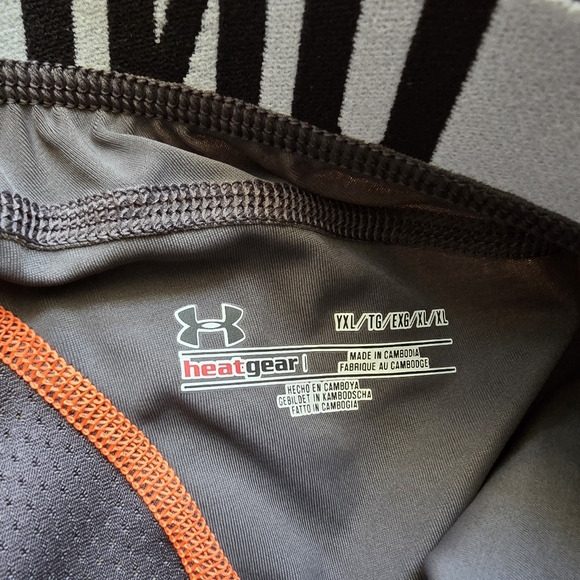 YXL/TG/EXG/XL/XL
heatgear
MADE IN CAMBODIA
FABRIQUE AU CAMBODGE
HECHO EN CAMBOYA
GEBILDET IN KAMBODSCHA
FATTO IN CAMBOGIA